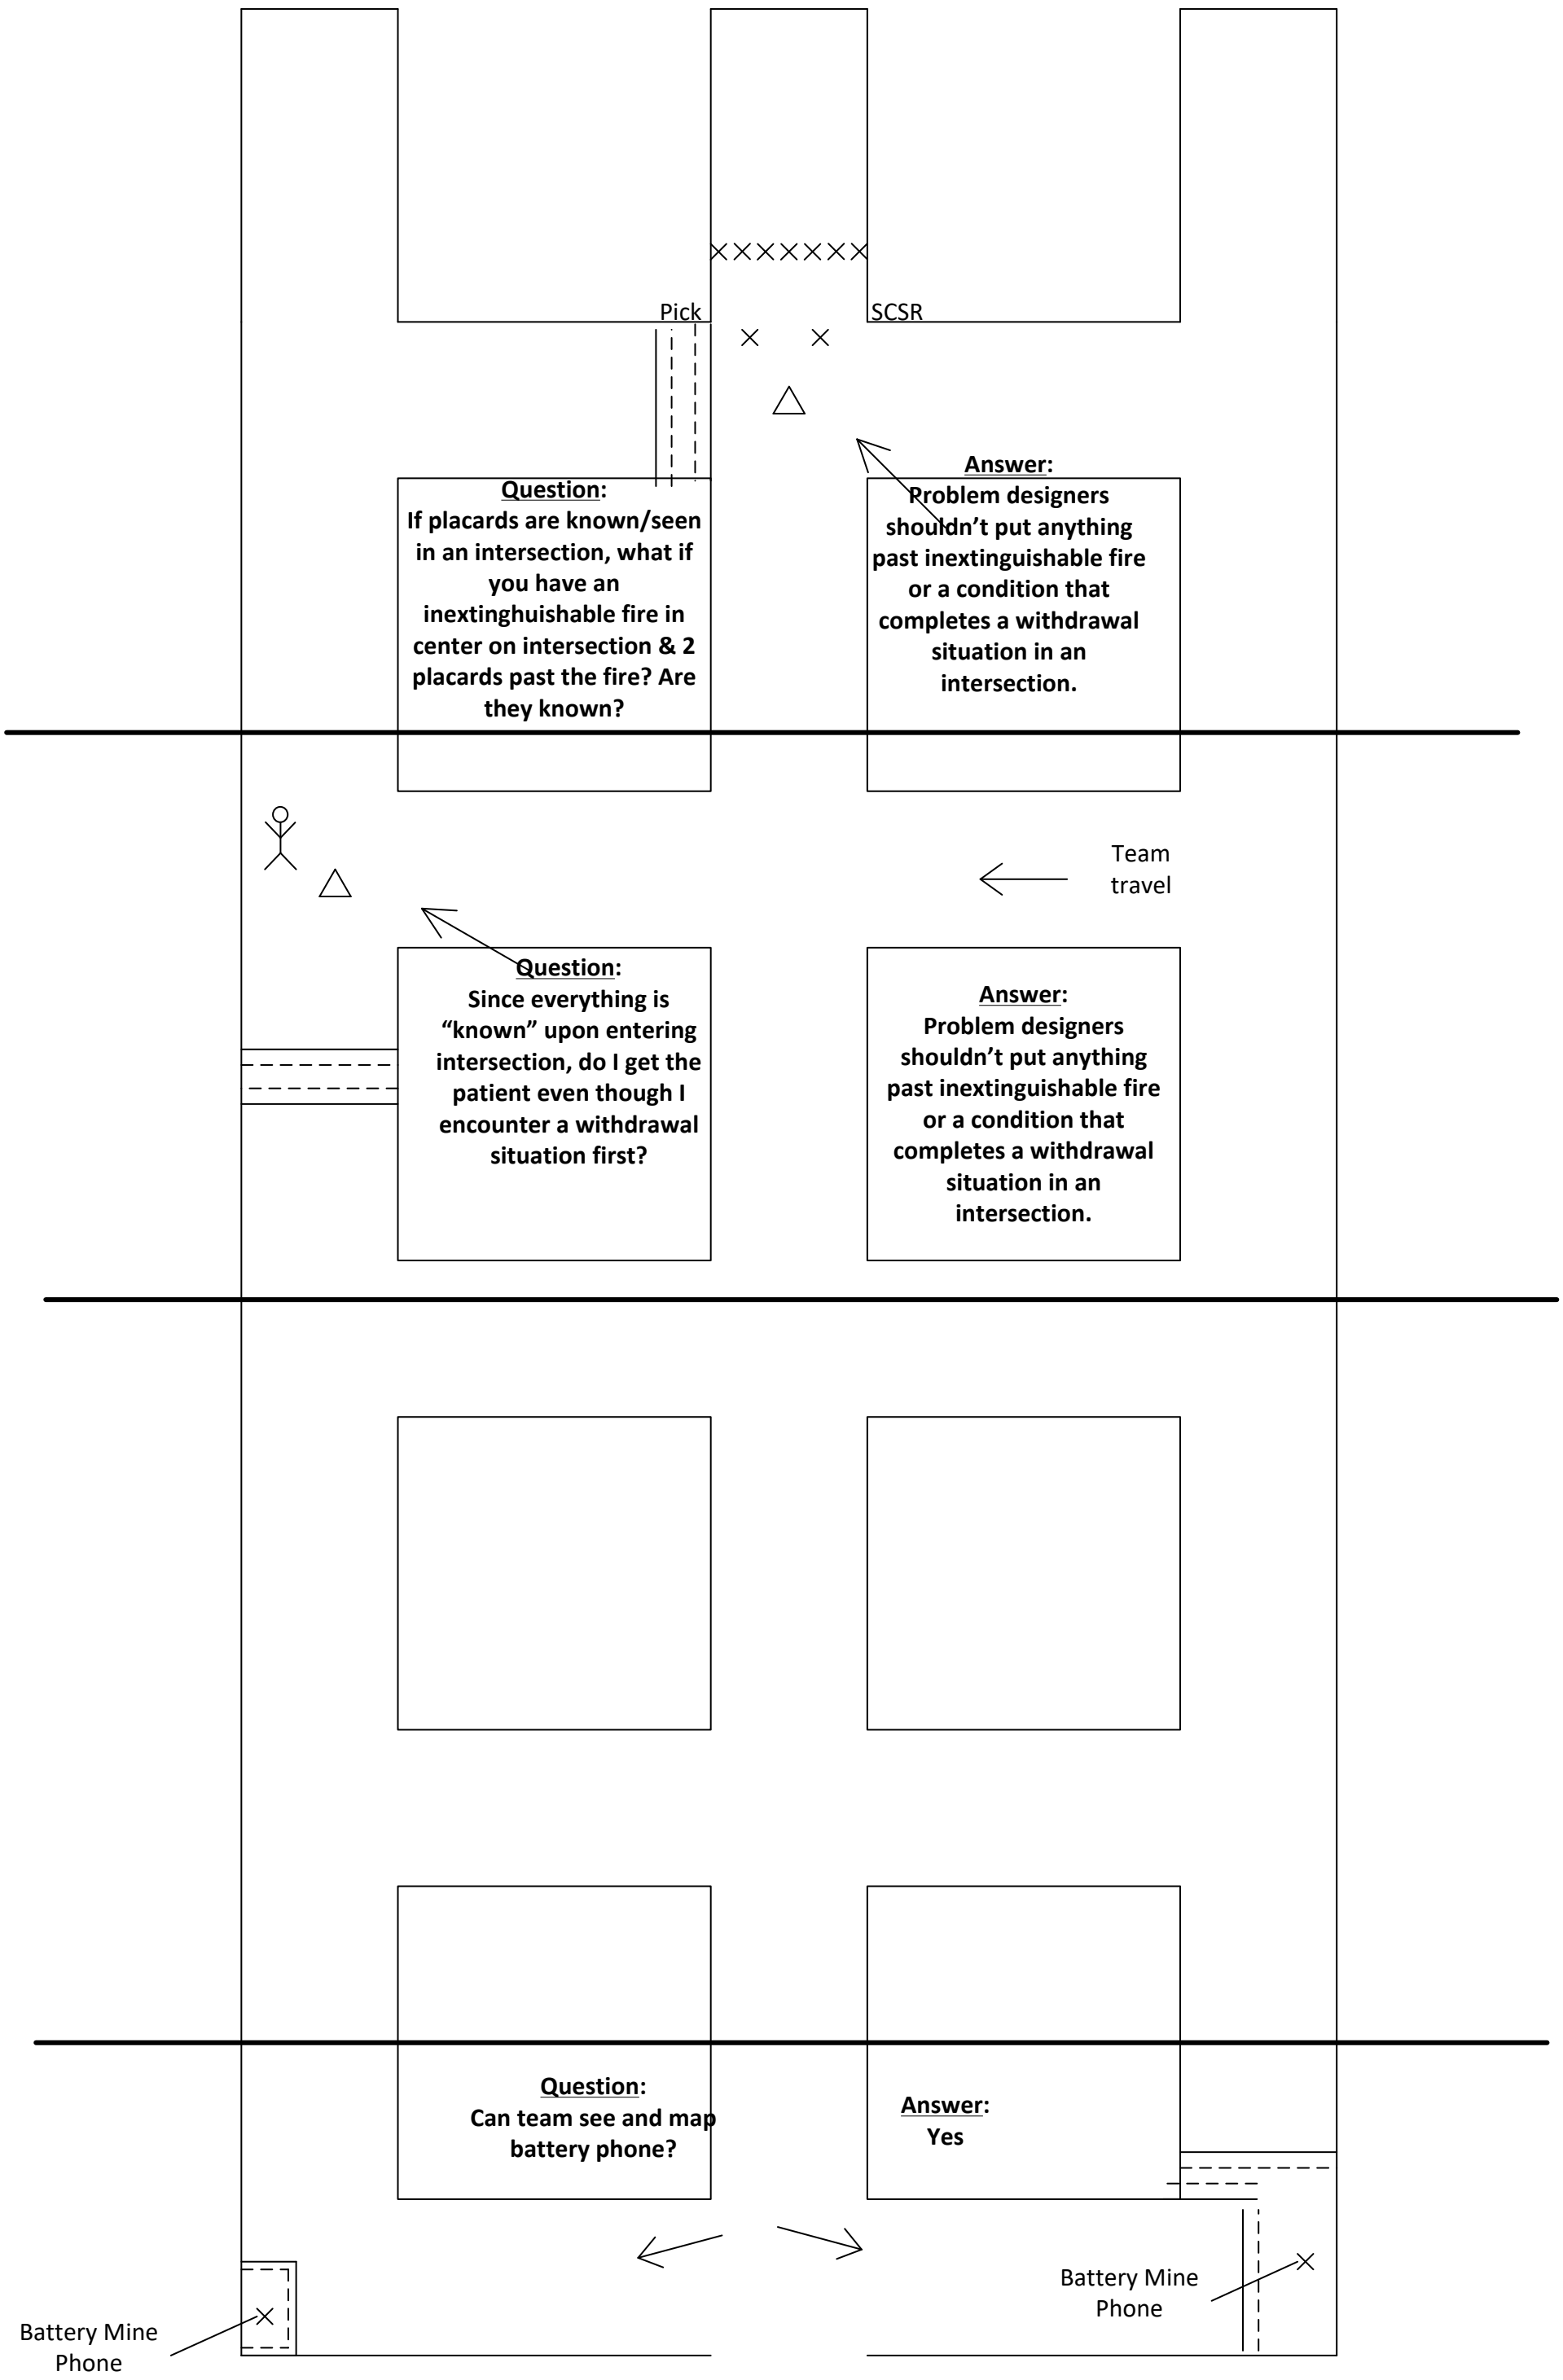 Pick
SCSR
Question:
If placards are known/seen
in an intersection, what if
you have an
inextinghuishable fire in
center on intersection & 2
placards past the fire? Are
they known?
Answer:
Problem designers
shouldn’t put anything
past inextinguishable fire
or a condition that
completes a withdrawal
situation in an
intersection.
Team
travel
Question:
Since everything is
“known” upon entering
intersection, do I get the
patient even though I
encounter a withdrawal
situation first?
Answer:
Problem designers
shouldn’t put anything
past inextinguishable fire
or a condition that
completes a withdrawal
situation in an
intersection.
Question:
Can team see and map
battery phone?
Answer:
Yes
Battery Mine
Phone
Battery Mine
Phone